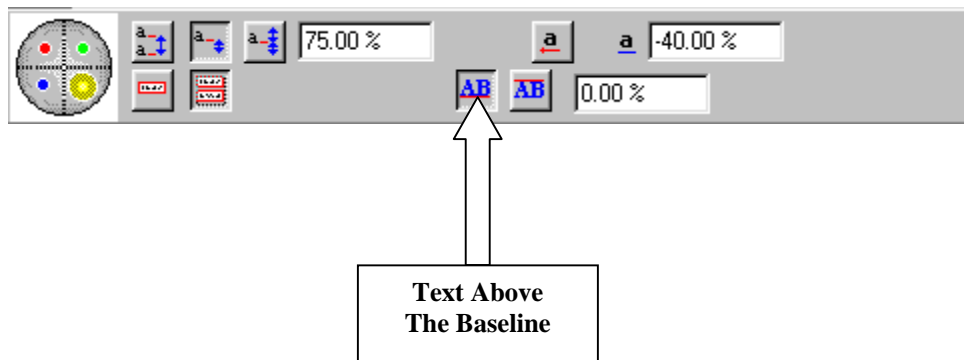 a a 75.00 % a a -40.00 %
a
AB AB 0.00 %
Text Above
The Baseline